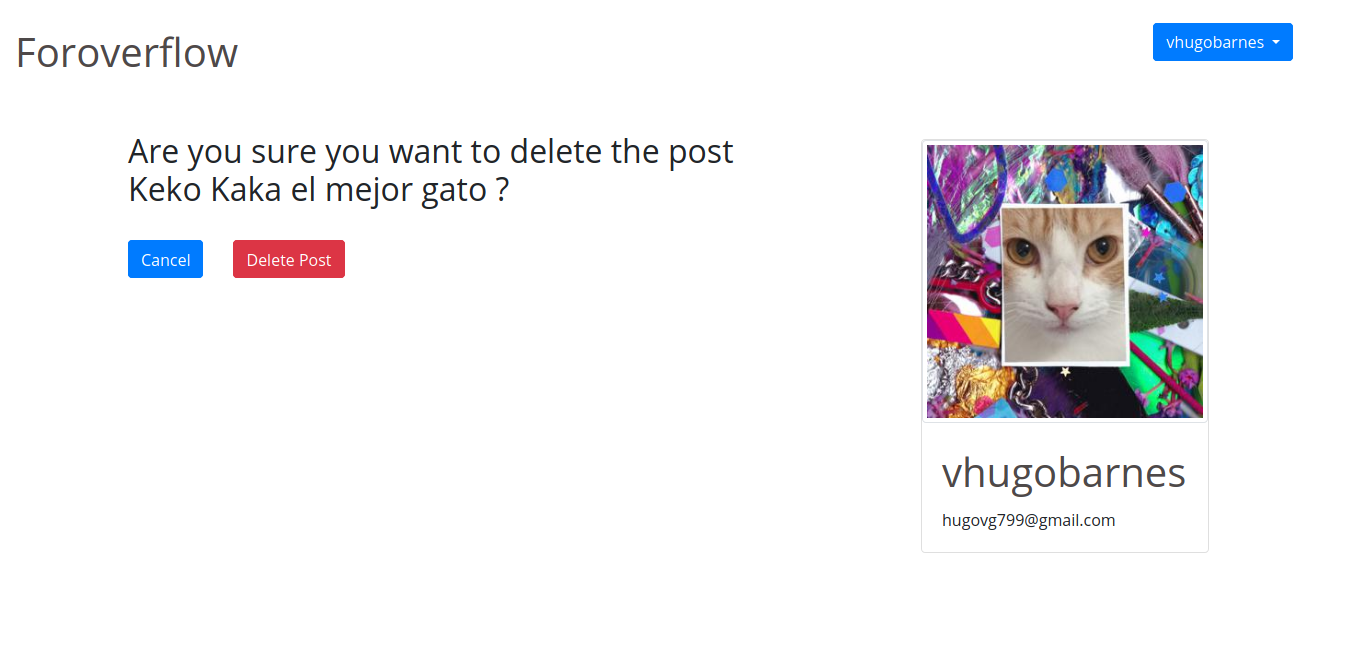 Foroverflow
vhugobarnes
Are you sure you want to delete the post
Keko Kaka el mejor gato ?
Cancel
Delete Post
vhugobarnes
hugovg799@gmail.com